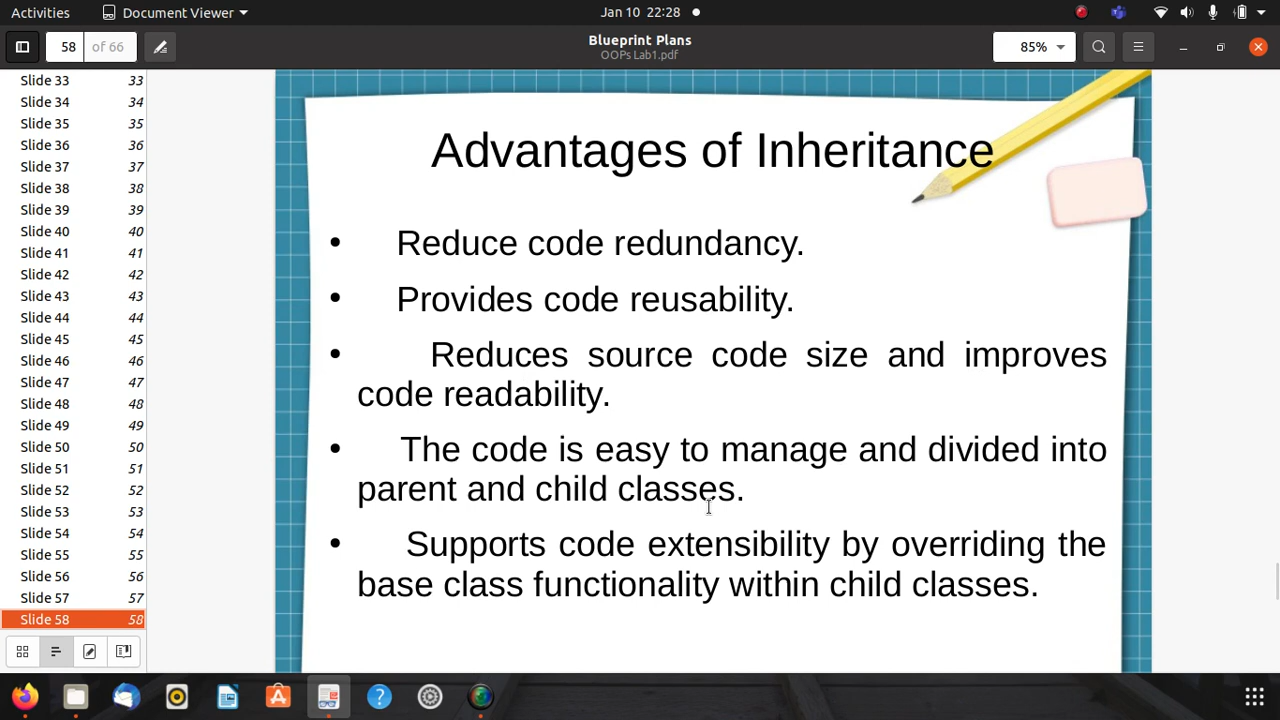 Activities
Document Viewer
Jan 10 22:28
58
of 66
Blueprint Plans
OOPs Lab1.pdf
85%
Slide 33 33
Slide 34 34
Slide 35 35
Slide 36 36
Slide 37 37
Slide 38 38
Slide 39 39
Slide 40 40
Slide 41 41
Slide 42 42
Slide 43 43
Slide 44 44
Slide 45 45
Slide 46 46
Slide 47 47
Slide 48 48
Slide 49 49
Slide 50 50
Slide 51 51
Slide 52 52
Slide 53 53
Slide 54 54
Slide 55 55
Slide 56 56
Slide 57 57
Slide 58 58
Advantages of Inheritance
• Reduce code redundancy.
• Provides code reusability.
• Reduces source code size and improves
code readability.
• The code is easy to manage and divided into
parent and child classes.
• Supports code extensibility by overriding the
base class functionality within child classes.